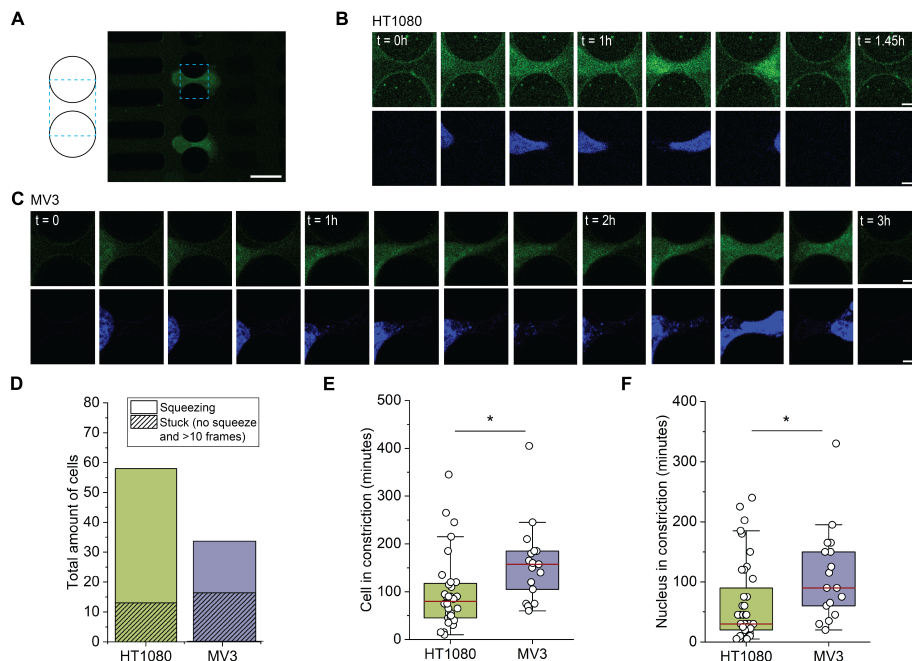 A
B
HT1080
t = 0h
1h
1.45h
C
MV3
t = 0
1h
2h
3h
D
Total amount of cells
80
70
60
50
40
30
20
10
0
Squeezing
Stuck (no squeeze
and >10 frames)
HT1080
MV3
E
Cell in constriction (minutes)
500
400
300
200
100
0
*
HT1080
MV3
F
Nucleus in constriction (minutes)
400
300
200
100
0
*
HT1080
MV3